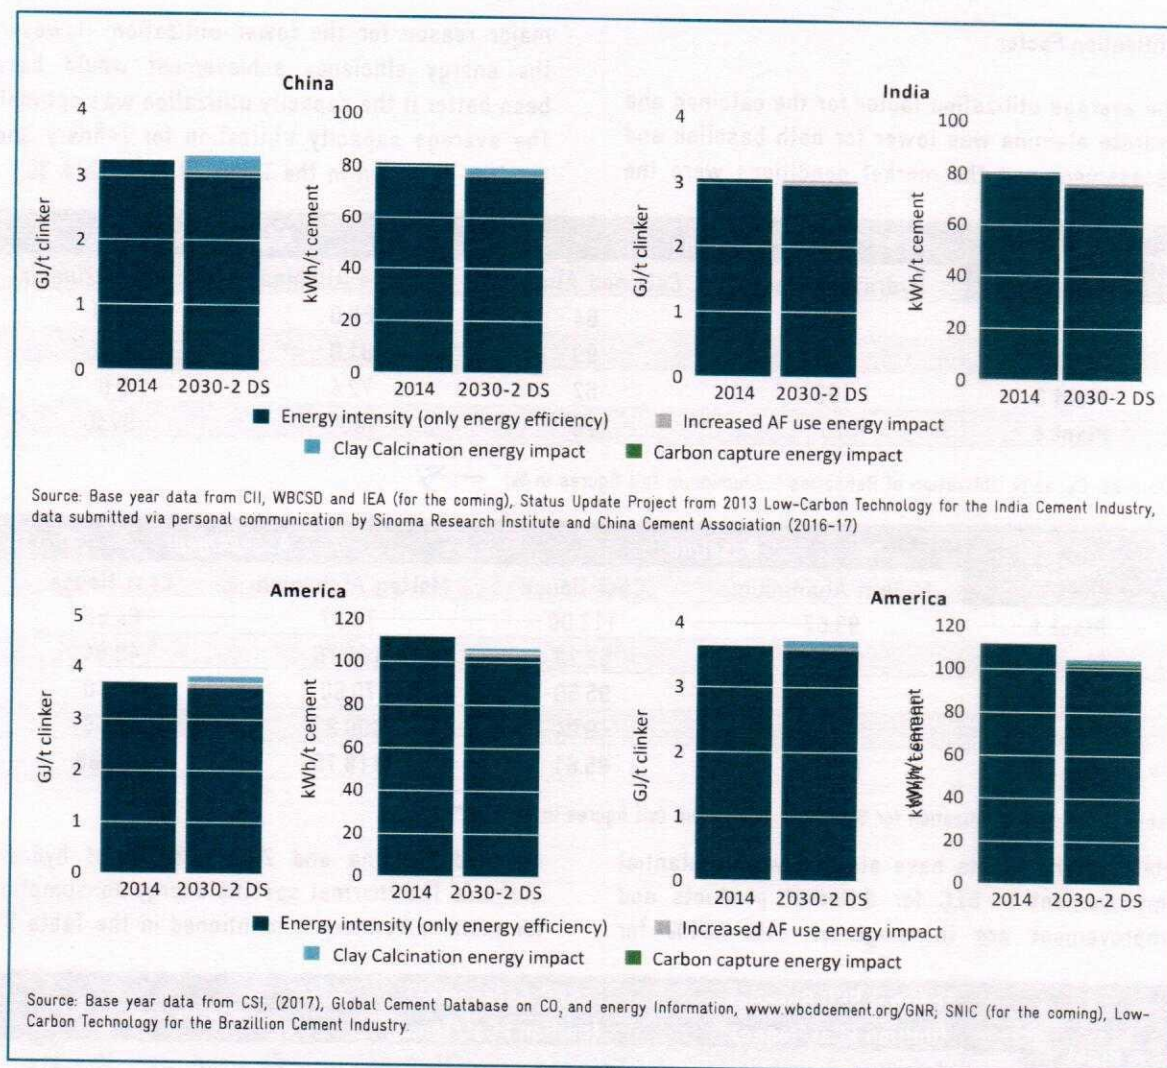 China
India
4
3
2
1
0
GJ/t clinker
2014 2030-2 DS
100
80
60
40
20
0
kWh/t cement
2014 2030-2 DS
4
3
2
1
0
GJ/t clinker
2014 2030-2 DS
100
80
60
40
20
0
kWh/t cement
2014 2030-2 DS
Energy intensity (only energy efficiency) Increased AF use energy impact
Clay Calcination energy impact Carbon capture energy impact
Source: Base year data from CII, WBCSD and IEA (for the coming), Status Update Project from 2013 Low-Carbon Technology for the India Cement Industry,
data submitted via personal communication by Sinoma Research Institute and China Cement Association (2016-17)
America
America
5
4
3
2
1
0
GJ/t clinker
2014 2030-2 DS
120
100
80
60
40
20
0
kWh/t cement
2014 2030-2 DS
4
3
2
1
0
GJ/t clinker
2014 2030-2 DS
120
100
80
60
40
20
0
kWh/t cement
2014 2030-2 DS
Energy intensity (only energy efficiency) Increased AF use energy impact
Clay Calcination energy impact Carbon capture energy impact
Source: Base year data from CSI, (2017), Global Cement Database on CO₂ and energy Information, www.wbcdcement.org/GNR; SNIC (for the coming), Low-
Carbon Technology for the Brazillion Cement Industry.